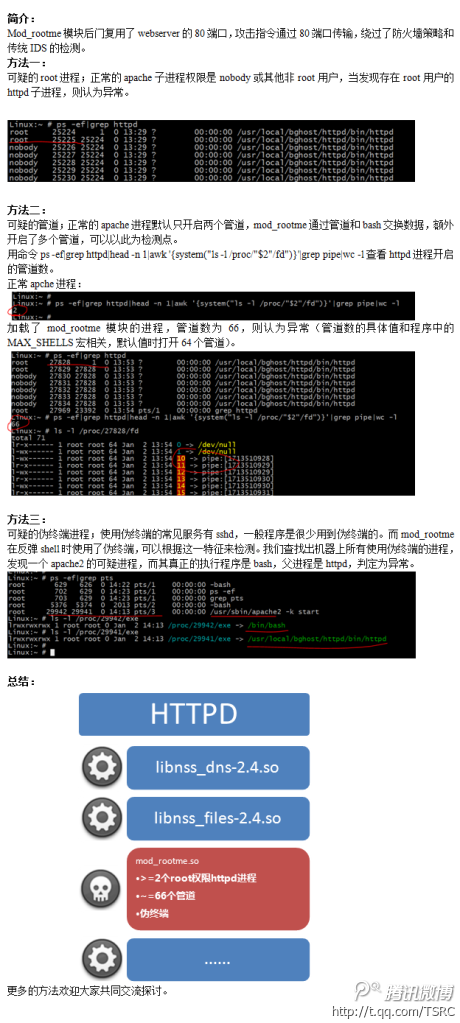 简介：
Mod_rootme 模块后门复用了 webserver 的 80 端口，攻击指令通过 80 端口传输，绕过了防火墙策略和
传统 IDS 的检测。
方法一：
可疑的 root 进程；正常的 apache 子进程权限是 nobody 或其他非 root 用户，当发现存在 root 用户的
httpd 子进程，则认为异常。
Linux:~ # ps -ef|grep httpd
root 25224 1 0 13:29 ? 00:00:00 /usr/local/bghost/httpd/bin/httpd
root 25225 25224 0 13:29 ? 00:00:00 /usr/local/bghost/httpd/bin/httpd
nobody 25226 25224 0 13:29 ? 00:00:00 /usr/local/bghost/httpd/bin/httpd
nobody 25227 25224 0 13:29 ? 00:00:00 /usr/local/bghost/httpd/bin/httpd
nobody 25228 25224 0 13:29 ? 00:00:00 /usr/local/bghost/httpd/bin/httpd
nobody 25229 25224 0 13:29 ? 00:00:00 /usr/local/bghost/httpd/bin/httpd
nobody 25230 25224 0 13:29 ? 00:00:00 /usr/local/bghost/httpd/bin/httpd
方法二：
可疑的管道；正常的 apache 进程默认只开启两个管道，mod_rootme 通过管道和 bash 交换数据，额外
开启了多个管道，可以以此为检测点。
用命令 ps -ef|grep httpd|head -n 1|awk '{system("ls -l /proc/"$2"/fd")}'|grep pipe|wc -l 查看 httpd 进程开启
的管道数。
正常 apche 进程:
Linux:~ #
Linux:~ # ps -ef|grep httpd|head -n 1|awk '{system("ls -l /proc/"$2"/fd")}'|grep pipe|wc -l
2
Linux:~ #
加载了 mod_rootme 模块的进程，管道数为 66，则认为异常（管道数的具体值和程序中的
MAX_SHELLS 宏相关，默认值时打开 64 个管道）。
Linux:~ # ps -ef|grep httpd
root 27828 1 0 13:53 ? 00:00:00 /usr/local/bghost/httpd/bin/httpd
root 27829 27828 0 13:53 ? 00:00:00 /usr/local/bghost/httpd/bin/httpd
nobody 27830 27828 0 13:53 ? 00:00:00 /usr/local/bghost/httpd/bin/httpd
nobody 27831 27828 0 13:53 ? 00:00:00 /usr/local/bghost/httpd/bin/httpd
nobody 27832 27828 0 13:53 ? 00:00:00 /usr/local/bghost/httpd/bin/httpd
nobody 27833 27828 0 13:53 ? 00:00:00 /usr/local/bghost/httpd/bin/httpd
root 27969 23392 0 13:54 pts/1 00:00:00 grep httpd
Linux:~ # ps -ef|grep httpd|head -n 1|awk '{system("ls -l /proc/"$2"/fd")}'|grep pipe|wc -l
66
Linux:~ # ls -l /proc/27828/fd
total 71
lr-x------ 1 root root 64 Jan 2 13:54 0 -> /dev/null
l-wx------ 1 root root 64 Jan 2 13:54 1 -> /dev/null
lr-x------ 1 root root 64 Jan 2 13:54 10 -> pipe:[1713510928]
l-wx------ 1 root root 64 Jan 2 13:54 11 -> pipe:[1713510929]
lr-x------ 1 root root 64 Jan 2 13:54 12 -> pipe:[1713510929]
l-wx------ 1 root root 64 Jan 2 13:54 13 -> pipe:[1713510930]
lr-x------ 1 root root 64 Jan 2 13:54 14 -> pipe:[1713510930]
l-wx------ 1 root root 64 Jan 2 13:54 15 -> pipe:[1713510931]
方法三：
可疑的伪终端进程；使用伪终端的常见服务有 sshd，一般程序是很少用到伪终端的。而 mod_rootme
在反弹 shell 时使用了伪终端，可以根据这一特征来检测。我们查找出机器上所有使用伪终端的进程，
发现一个 apache2 的可疑进程，而其真正的执行程序是 bash，父进程是 httpd，判定为异常。
Linux:~ # ps -ef|grep pts
root 629 626 0 14:22 pts/1 00:00:00 -bash
root 702 629 0 14:23 pts/1 00:00:00 ps -ef
root 703 629 0 14:23 pts/1 00:00:00 grep pts
root 5376 5374 0 2013 pts/2 00:00:00 -bash
root 29942 29941 0 14:13 pts/3 00:00:00 /usr/sbin/apache2 -k start
Linux:~ # ls -l /proc/29942/exe
lrwxrwxrwx 1 root root 0 Jan 2 14:13 /proc/29942/exe -> /bin/bash
Linux:~ # ls -l /proc/29941/exe
lrwxrwxrwx 1 root root 0 Jan 2 14:13 /proc/29941/exe -> /usr/local/bghost/httpd/bin/httpd
Linux:~ #
Linux:~ #
总结：
HTTPD
libnss_dns-2.4.so
libnss_files-2.4.so
mod_rootme.so
•>=2个root权限httpd进程
•~=66个管道
•伪终端
......
更多的方法欢迎大家共同交流探讨。
腾讯微博
http://t.qq.com/TSRC